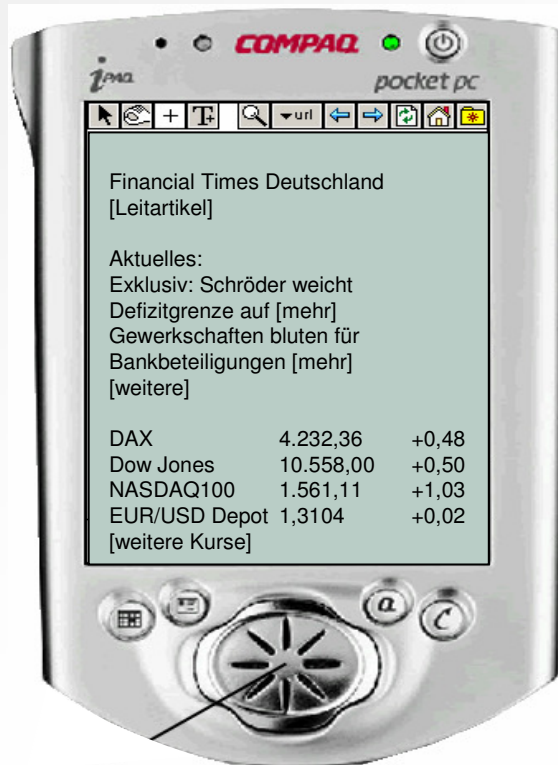 COMPAQ
iPAQ
pocket pc
T+
url
Financial Times Deutschland
[Leitartikel]
Aktuelles:
Exklusiv: Schröder weicht
Defizitgrenze auf [mehr]
Gewerkschaften bluten für
Bankbeteiligungen [mehr]
[weitere]
DAX 4.232,36 +0,48
Dow Jones 10.558,00 +0,50
NASDAQ100 1.561,11 +1,03
EUR/USD Depot 1,3104 +0,02
[weitere Kurse]